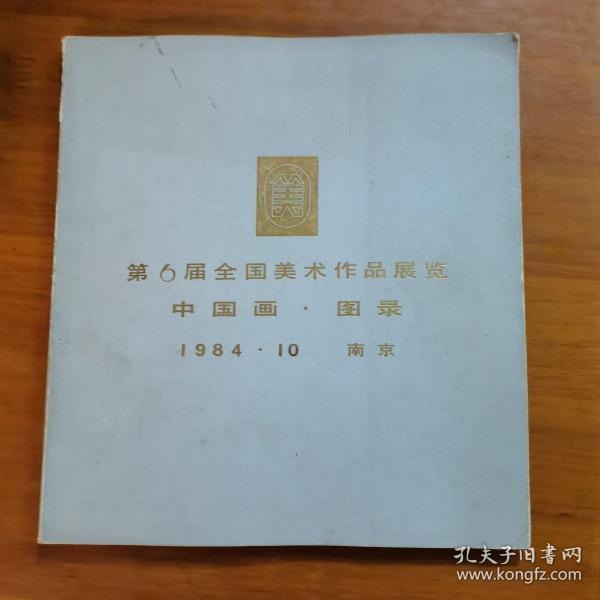 美
第6届全国美术作品展览
中国画·图录
1984·10 南京
孔夫子旧书网
www.kongfz.com